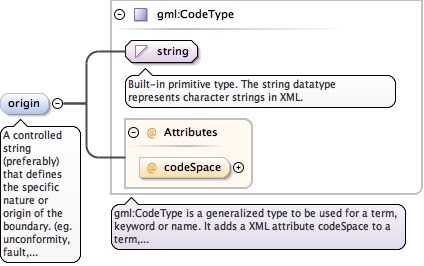 gml:CodeType
string
Built-in primitive type. The string datatype
represents character strings in XML.
origin
A controlled
string
(preferably)
that defines
the specific
nature or
origin of the
boundary. (eg.
unconformity,
fault,...
@ Attributes
@ codeSpace
gml:CodeType is a generalized type to be used for a term,
keyword or name. It adds a XML attribute codeSpace to a
term,...